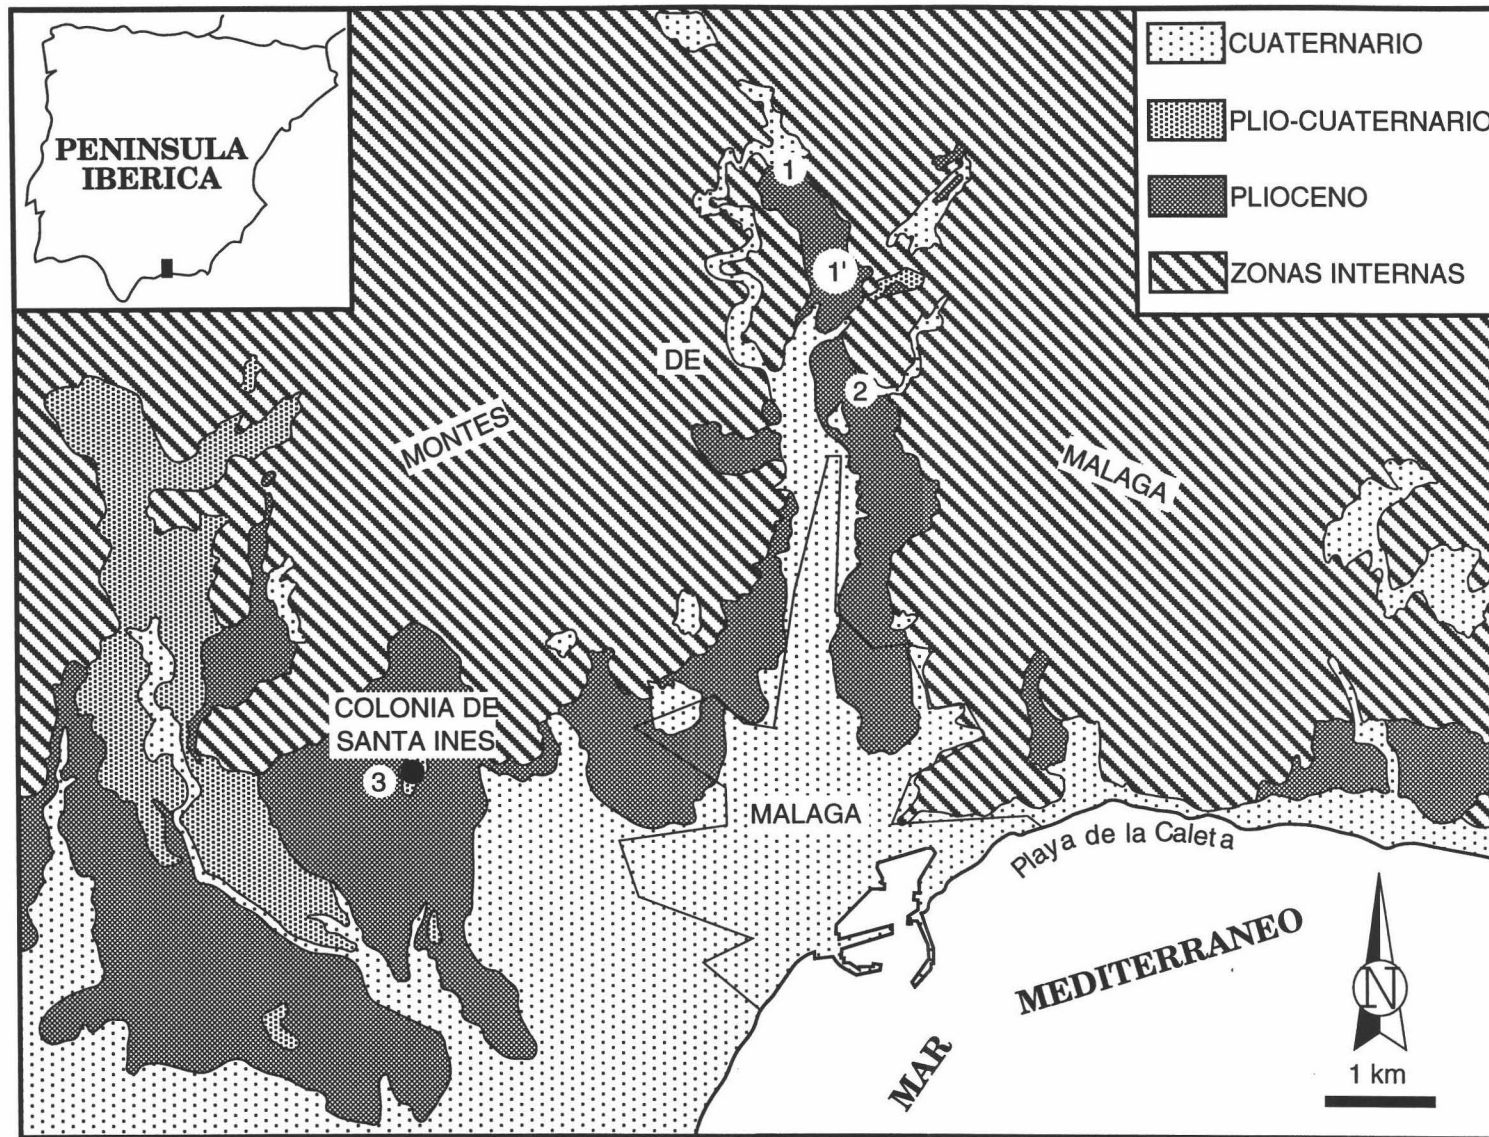 PENINSULA
IBERICA
CUATERNARIO
PLIO-CUATERNARIO
PLIOCENO
ZONAS INTERNAS
1
1'
DE
2
MONTES
MALAGA
COLONIA DE
SANTA INES
3
MALAGA
Playa de la Caleta
MAR
MEDITERRANEO
N
1 km